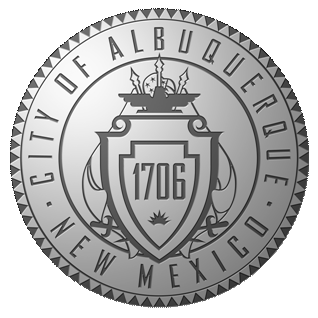 CITY OF ALBUQUERQUE
1706
· NEW MEXICO ·